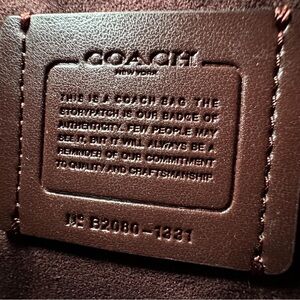 COACH
NEW YORK
THIS IS A COACH BAG. THE
STORYPATCH IS OUR BADGE OF
AUTHENTICITY. FEW PEOPLE MAY
SEE IT, BUT IT WILL ALWAYS BE A
REMINDER OF OUR COMMITMENT
TO QUALITY AND CRAFTSMANSHIP
Nº B2080-1331